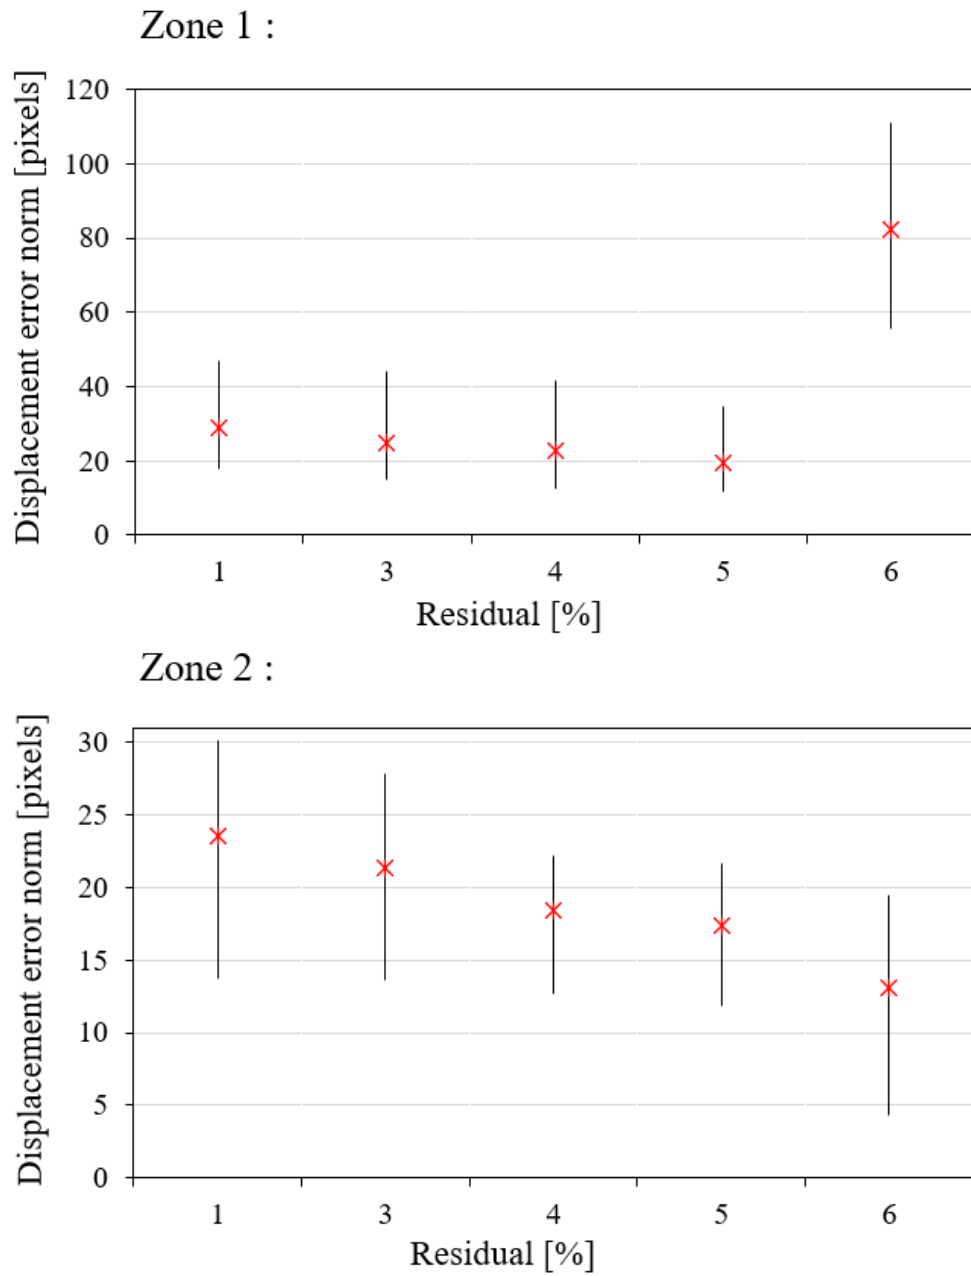 Zone 1 :
Displacement error norm [pixels]
120
100
80
60
40
20
0
1 3 4 5 6
Residual [%]
Zone 2 :
Displacement error norm [pixels]
30
25
20
15
10
5
0
1 3 4 5 6
Residual [%]